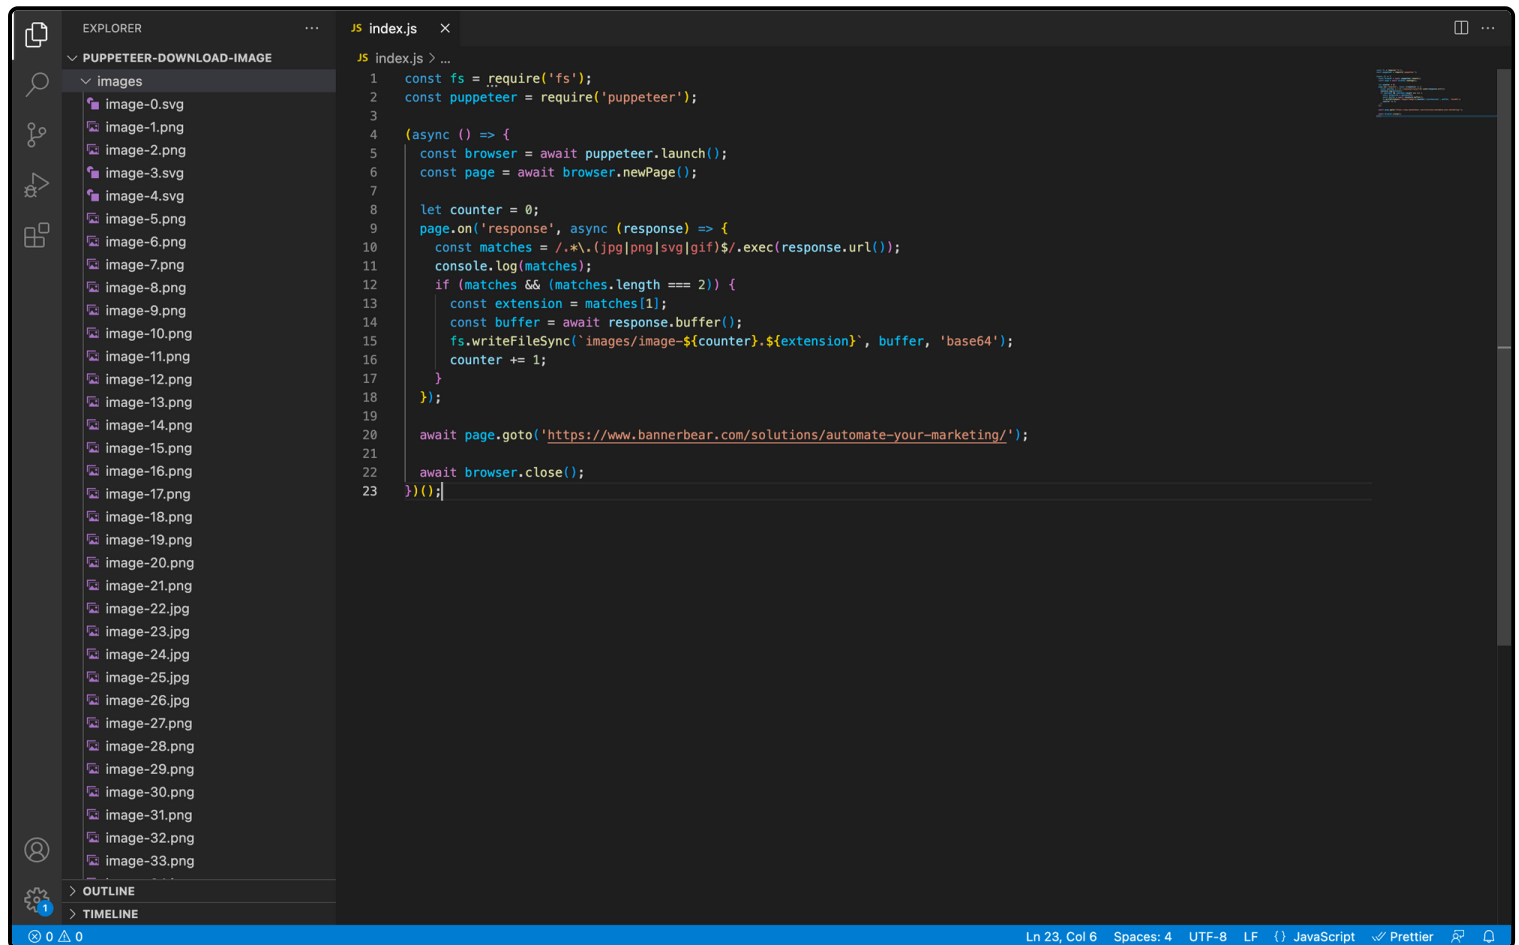 EXPLORER
PUPPETEER-DOWNLOAD-IMAGE
images
image-0.svg
image-1.png
image-2.png
image-3.svg
image-4.svg
image-5.png
image-6.png
image-7.png
image-8.png
image-9.png
image-10.png
image-11.png
image-12.png
image-13.png
image-14.png
image-15.png
image-16.png
image-17.png
image-18.png
image-19.png
image-20.png
image-21.png
image-22.jpg
image-23.jpg
image-24.jpg
image-25.jpg
image-26.jpg
image-27.png
image-28.png
image-29.png
image-30.png
image-31.png
image-32.png
image-33.png
OUTLINE
TIMELINE
1
JS index.js
JS index.js > ...
1 const fs = require('fs');
2 const puppeteer = require('puppeteer');
3
4 (async () => {
5 const browser = await puppeteer.launch();
6 const page = await browser.newPage();
7
8 let counter = 0;
9 page.on('response', async (response) => {
10 const matches = /.*\.(jpg|png|svg|gif)$/.exec(response.url());
11 console.log(matches);
12 if (matches && (matches.length === 2)) {
13 const extension = matches[1];
14 const buffer = await response.buffer();
15 fs.writeFileSync(`images/image-${counter}.${extension}`, buffer, 'base64');
16 counter += 1;
17 }
18 });
19
20 await page.goto('https://www.bannerbear.com/solutions/automate-your-marketing/');
21
22 await browser.close();
23 })();
0 0
Ln 23, Col 6 Spaces: 4 UTF-8 LF {} JavaScript Prettier